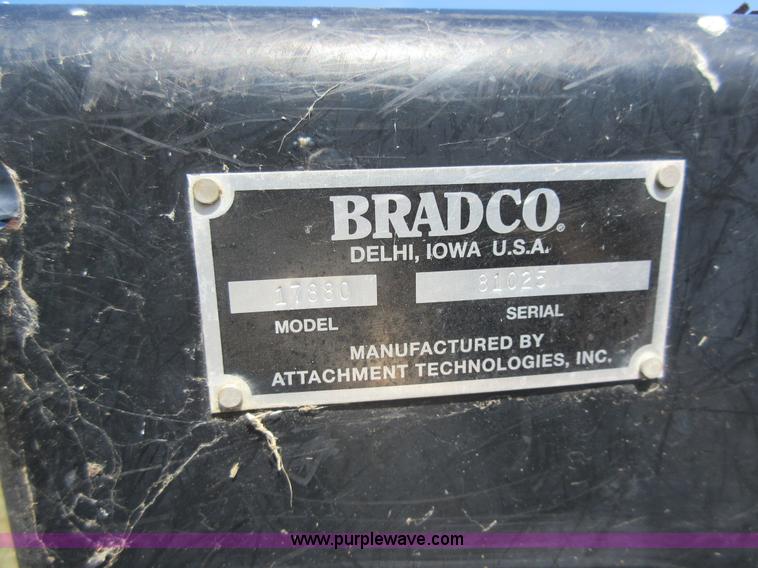 BRADCO®
DELHI, IOWA U.S.A.
17880 81025
MODEL SERIAL
MANUFACTURED BY
ATTACHMENT TECHNOLOGIES, INC.
www.purplewave.com